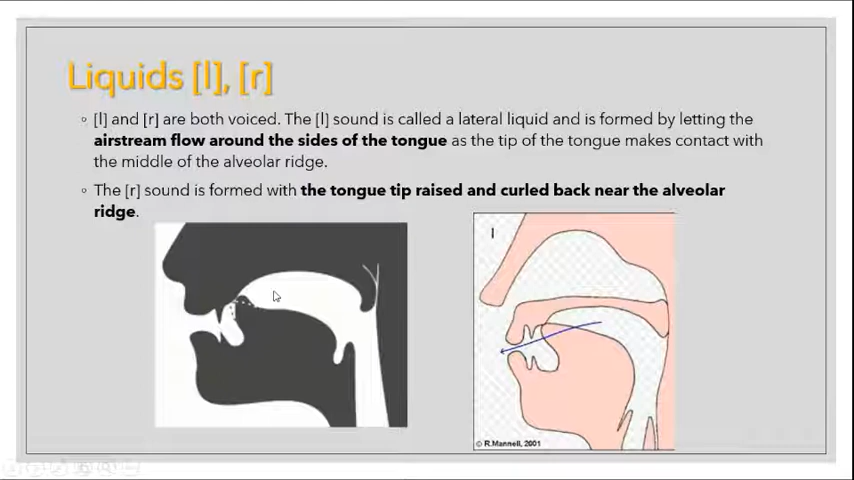 Liquids [l], [r]
◦ [l] and [r] are both voiced. The [l] sound is called a lateral liquid and is formed by letting the
airstream flow around the sides of the tongue as the tip of the tongue makes contact with
the middle of the alveolar ridge.
◦ The [r] sound is formed with the tongue tip raised and curled back near the alveolar
ridge.
l
© R.Mannell, 2001